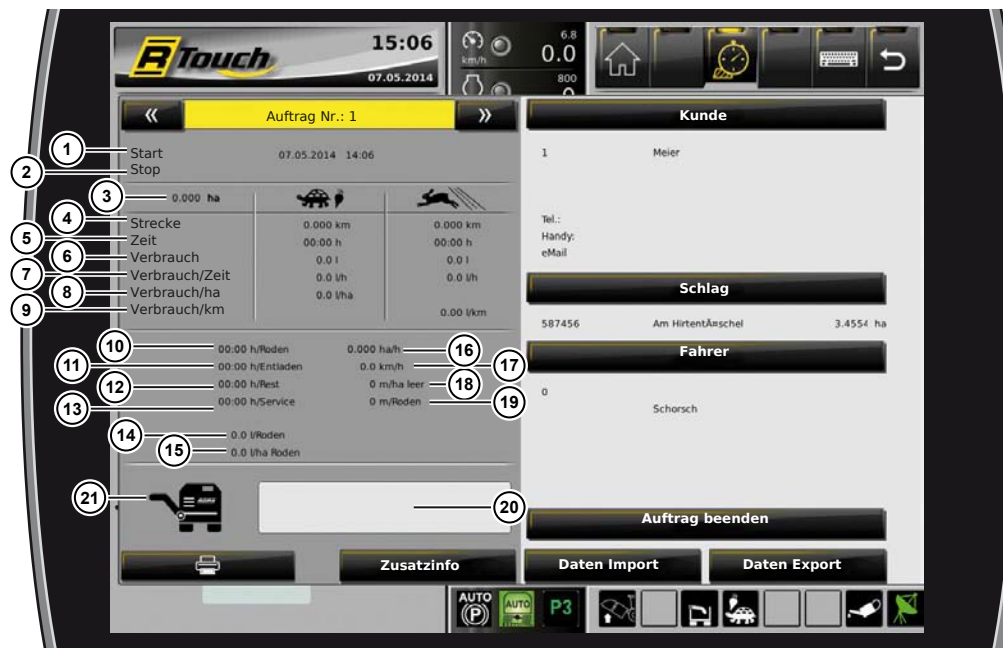 R Touch
15:06
07.05.2014
km/h
6.8
0.0
800
Auftrag Nr.: 1
Start 07.05.2014 14:06
Stop
0.000 ha
Strecke 0.000 km 0.000 km
Zeit 00:00 h 00:00 h
Verbrauch 0.0 l 0.0 l
Verbrauch/Zeit 0.0 l/h 0.0 l/h
Verbrauch/ha 0.0 l/ha
Verbrauch/km 0.00 l/km
00:00 h/Roden 0.000 ha/h
00:00 h/Entladen 0.0 km/h
00:00 h/Rest 0 m/ha leer
00:00 h/Service 0 m/Roden
0.0 l/Roden
0.0 l/ha Roden
Zusatzinfo
Kunde
1 Meier
Tel.:
Handy:
eMail
Schlag
587456 Am HirtentÄ¤schel 3.4554 ha
Fahrer
0
Schorsch
Auftrag beenden
Daten Import
Daten Export
AUTO
P
AUTO
P3
1
2
3
4
5
6
7
8
9
10
11
12
13
14
15
16
17
18
19
20
21